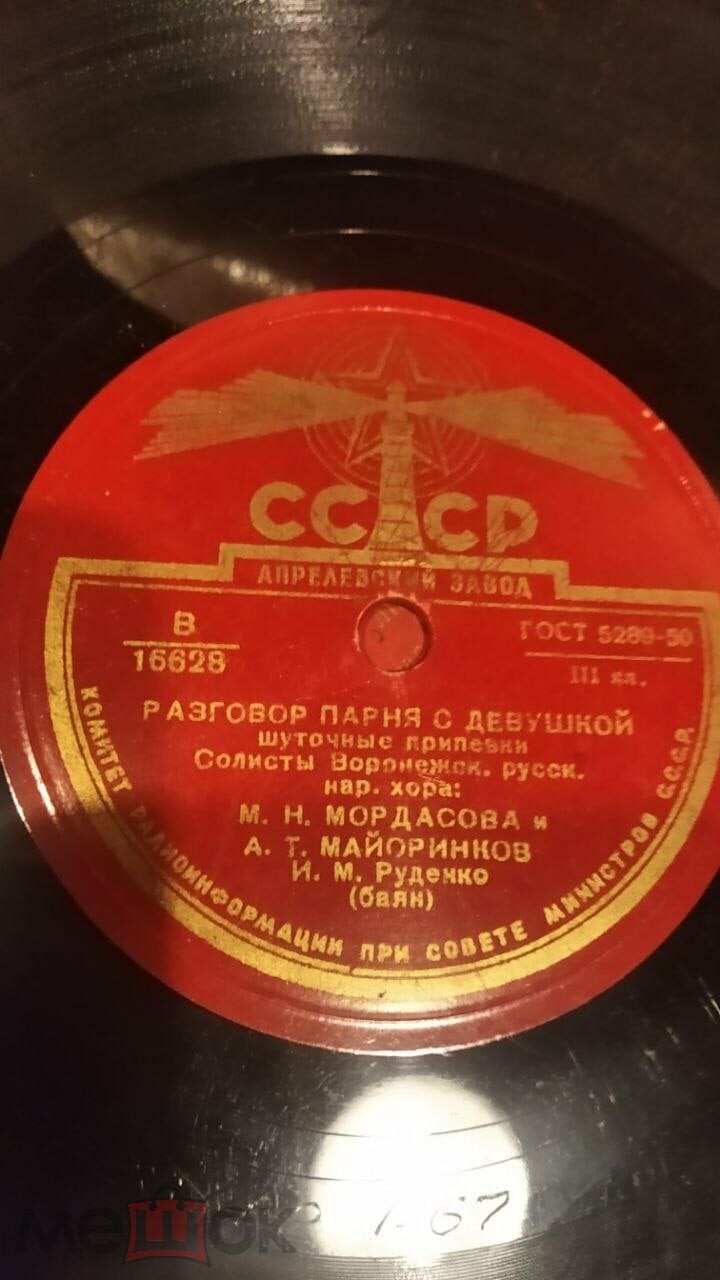 СССР
АПРЕЛЕВСКИЙ ЗАВОД
В
16628
ГОСТ 5289-50
III кл.
РАЗГОВОР ПАРНЯ С ДЕВУШКОЙ
шуточные припевки
Солисты Воронежск. русск.
нар. хора:
М. Н. МОРДАСОВА и
А. Т. МАЙОРИНКОВ
И. М. Руденко
(баян)
КОМИТЕТ РАДИОИНФОРМАЦИИ ПРИ СОВЕТЕ МИНИСТРОВ С.С.С.Р.
мешок